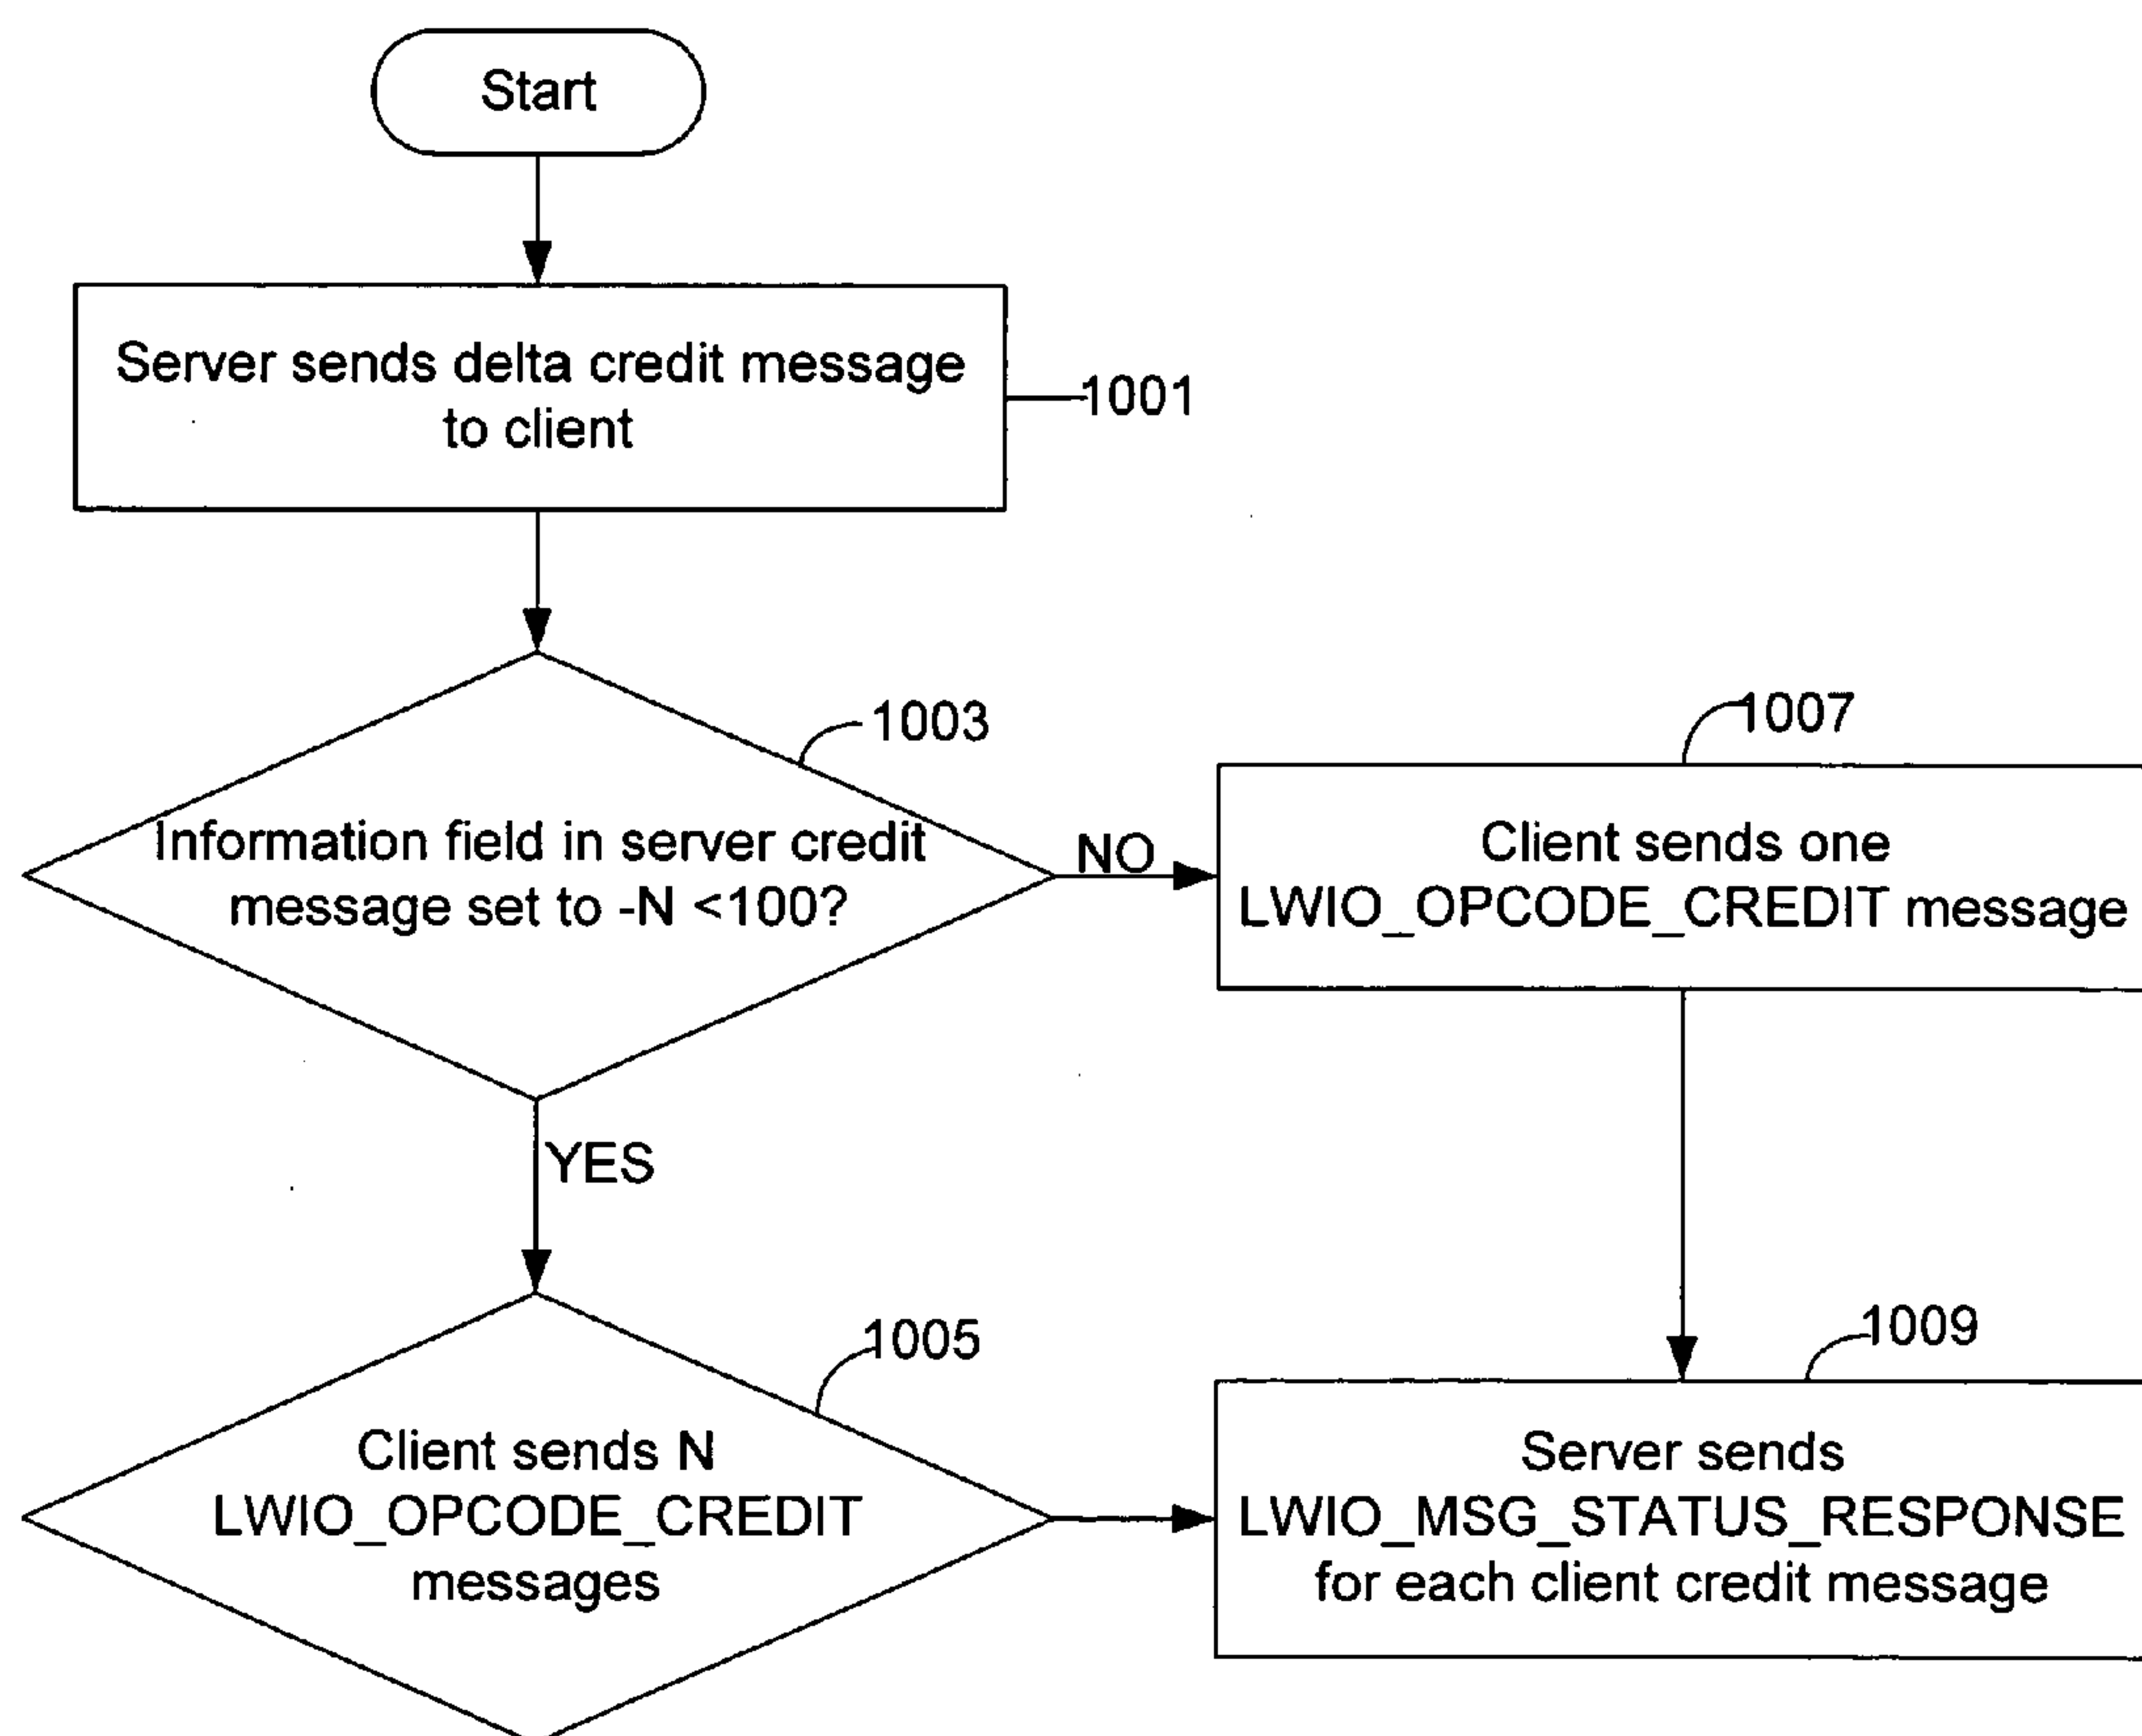 Start
Server sends delta credit message
to client
1001
1003
Information field in server credit
message set to -N <100?
NO
1007
Client sends one
LWIO_OPCODE_CREDIT message
YES
1005
Client sends N
LWIO_OPCODE_CREDIT
messages
1009
Server sends
LWIO_MSG_STATUS_RESPONSE
for each client credit message